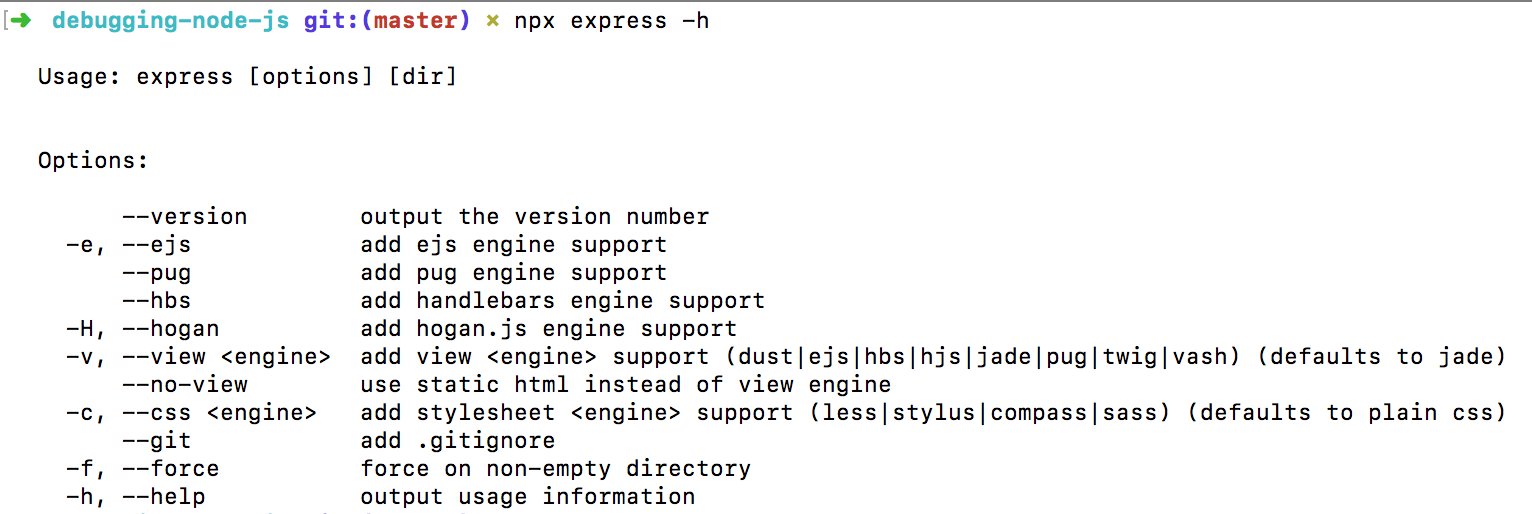 ➜ debugging-node-js git:(master) × npx express -h
Usage: express [options] [dir]
Options:
--version output the version number
-e, --ejs add ejs engine support
--pug add pug engine support
--hbs add handlebars engine support
-H, --hogan add hogan.js engine support
-v, --view <engine> add view <engine> support (dust|ejs|hbs|hjs|jade|pug|twig|vash) (defaults to jade)
--no-view use static html instead of view engine
-c, --css <engine> add stylesheet <engine> support (less|stylus|compass|sass) (defaults to plain css)
--git add .gitignore
-f, --force force on non-empty directory
-h, --help output usage information